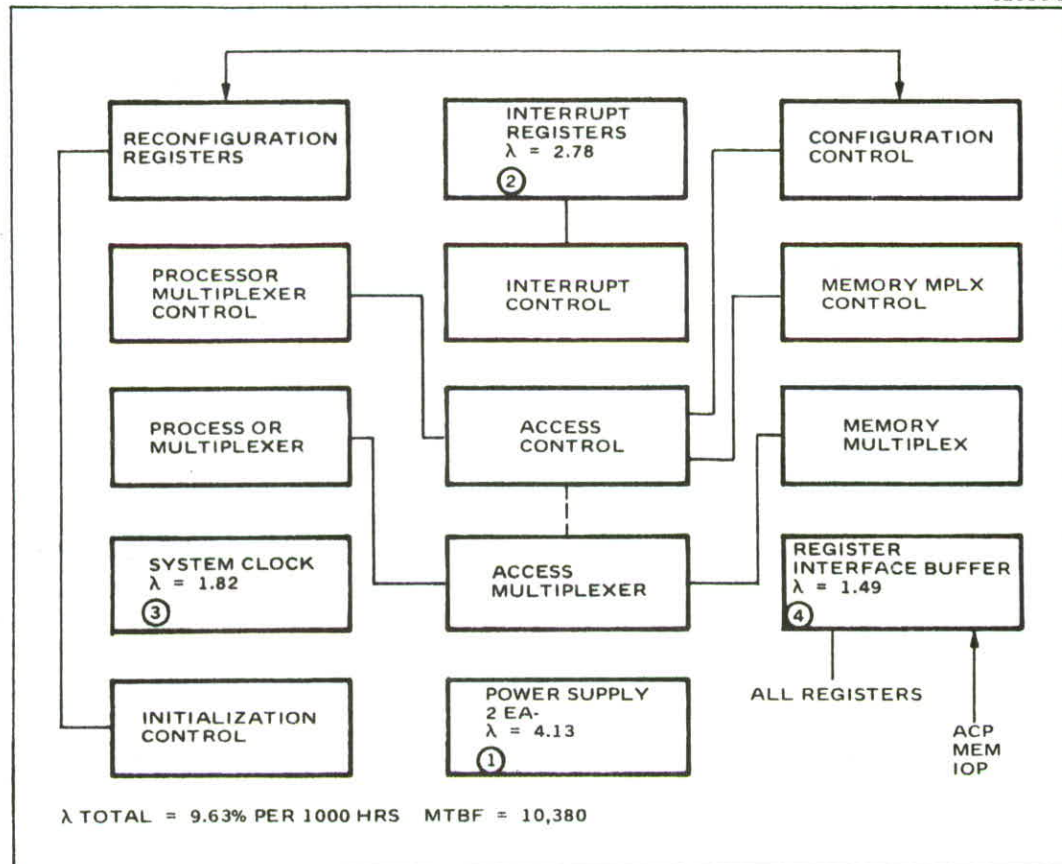 RECONFIGURATION
REGISTERS
INTERRUPT
REGISTERS
λ = 2.78
2
CONFIGURATION
CONTROL
PROCESSOR
MULTIPLEXER
CONTROL
INTERRUPT CONTROL
MEMORY MPLX
CONTROL
PROCESS OR
MULTIPLEXER
ACCESS
CONTROL
MEMORY
MULTIPLEX
SYSTEM CLOCK
λ = 1.82
3
ACCESS
MULTIPLEXER
REGISTER
INTERFACE BUFFER
λ = 1.49
4
INITIALIZATION
CONTROL
POWER SUPPLY
2 EA-
λ = 4.13
1
ALL REGISTERS
ACP
MEM
IOP
λ TOTAL = 9.63% PER 1000 HRS MTBF = 10,380